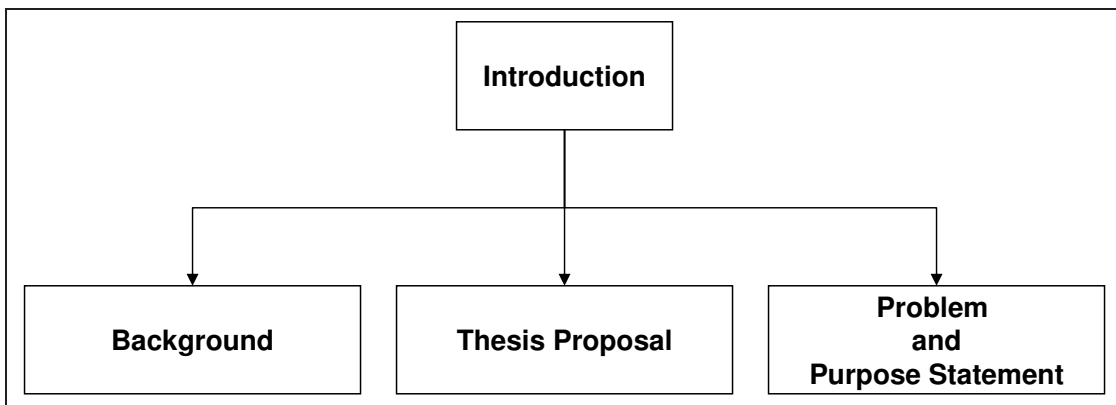 Introduction
Background
Thesis Proposal
Problem
and
Purpose Statement